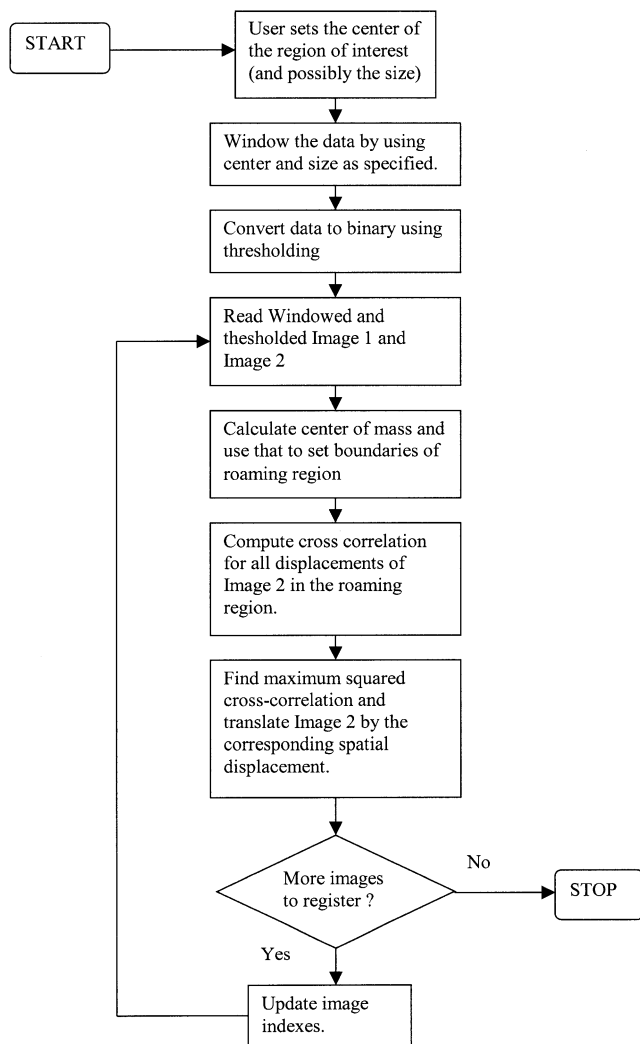 START
User sets the center of
the region of interest
(and possibly the size)
Window the data by using
center and size as specified.
Convert data to binary using
thresholding
Read Windowed and
thesholded Image 1 and
Image 2
Calculate center of mass and
use that to set boundaries of
roaming region
Compute cross correlation
for all displacements of
Image 2 in the roaming
region.
Find maximum squared
cross-correlation and
translate Image 2 by the
corresponding spatial
displacement.
More images
to register ?
No
STOP
Yes
Update image
indexes.